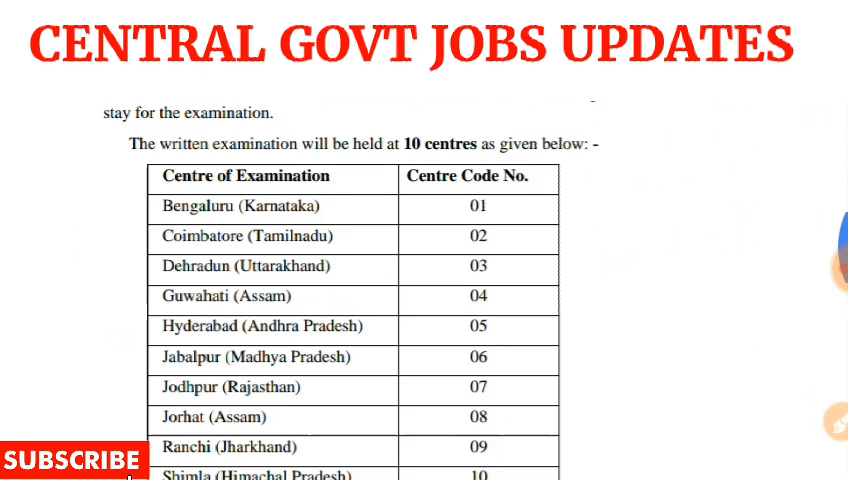 CENTRAL GOVT JOBS UPDATES
stay for the examination.
The written examination will be held at 10 centres as given below: -
Centre of Examination Centre Code No.
Bengaluru (Karnataka) 01
Coimbatore (Tamilnadu) 02
Dehradun (Uttarakhand) 03
Guwahati (Assam) 04
Hyderabad (Andhra Pradesh) 05
Jabalpur (Madhya Pradesh) 06
Jodhpur (Rajasthan) 07
Jorhat (Assam) 08
Ranchi (Jharkhand) 09
Shimla (Himachal Pradesh) 10
SUBSCRIBE